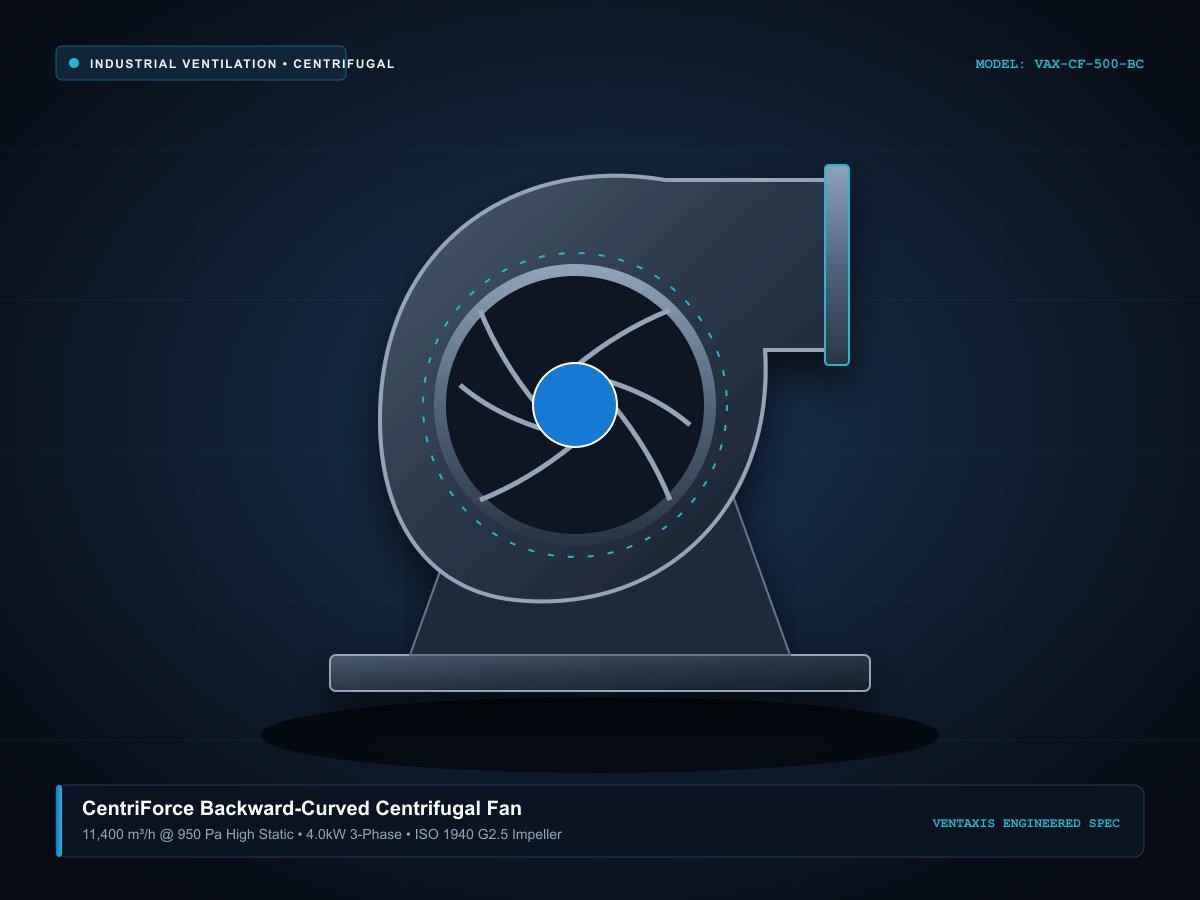 INDUSTRIAL VENTILATION • CENTRIFUGAL
MODEL: VAX-CF-500-BC
CentriForce Backward-Curved Centrifugal Fan
11,400 m³/h @ 950 Pa High Static • 4.0kW 3-Phase • ISO 1940 G2.5 Impeller
VENTAXIS ENGINEERED SPEC